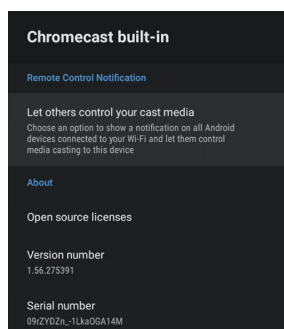 Chromecast built-in
Remote Control Notification
Let others control your cast media
Choose an option to show a notification on all Android
devices connected to your Wi-Fi and let them control
media casting to this device
About
Open source licenses
Version number
1.56.275391
Serial number
09rZYDZn_-1LkaOGA14M